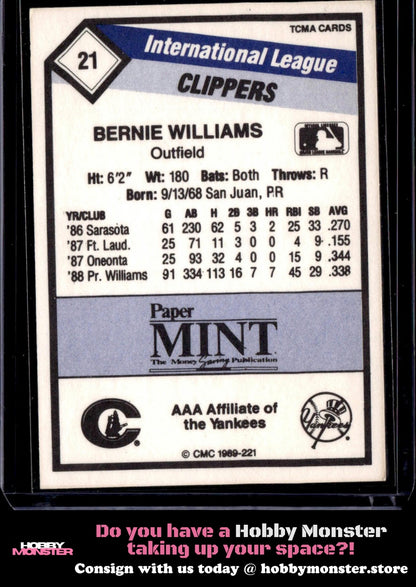 TCMA CARDS
21
International League
CLIPPERS
BERNIE WILLIAMS
Outfield
Ht: 6'2" Wt: 180 Bats: Both Throws: R
Born: 9/13/68 San Juan, P.R
YR/CLUB G AB H 2B 3B HR RBI SB AVG
'86 Sarasota 61 230 62 5 3 2 25 33 .270
'87 Ft. Laud. 25 71 11 3 0 0 4 9 .155
'87 Oneonta 25 93 32 4 0 0 15 9 .344
'88 Pr. Williams 91 334 113 16 7 7 45 29 .338
Paper
MINT
The Money Saving Publication
AAA Affiliate of
the Yankees
C
Yankees
© CMC 1989-221
HOBBY
MONSTER
Do you have a Hobby Monster
taking up your space?!
Consign with us today @ hobbymonster.store